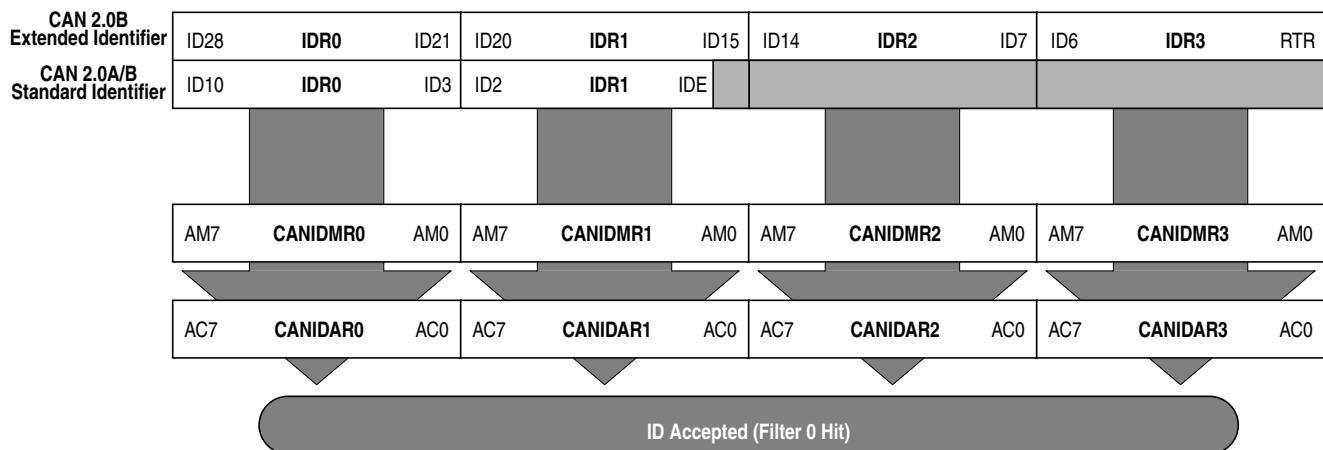 CAN 2.0B
Extended Identifier
ID28 IDR0 ID21 ID20 IDR1 ID15 ID14 IDR2 ID7 ID6 IDR3 RTR
CAN 2.0A/B
Standard Identifier
ID10 IDR0 ID3 ID2 IDR1 IDE
AM7 CANIDMR0 AM0 AM7 CANIDMR1 AM0 AM7 CANIDMR2 AM0 AM7 CANIDMR3 AM0
AC7 CANIDAR0 AC0 AC7 CANIDAR1 AC0 AC7 CANIDAR2 AC0 AC7 CANIDAR3 AC0
ID Accepted (Filter 0 Hit)